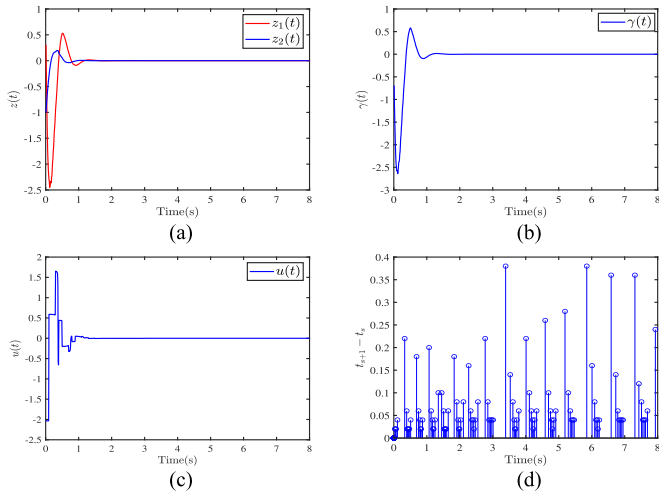 1
0.5
0
-0.5
-1
-1.5
-2
-2.5
z(t)
z₁(t)
z₂(t)
0 1 2 3 4 5 6 7 8
Time(s)
(a)
1
0.5
0
-0.5
-1
-1.5
-2
-2.5
-3
γ(t)
γ(t)
0 1 2 3 4 5 6 7 8
Time(s)
(b)
2
1.5
1
0.5
0
-0.5
-1
-1.5
-2
-2.5
u(t)
u(t)
0 1 2 3 4 5 6 7 8
Time(s)
(c)
0.4
0.35
0.3
0.25
0.2
0.15
0.1
0.05
0
tₛ₊₁ − tₛ
0 1 2 3 4 5 6 7 8
Time(s)
(d)